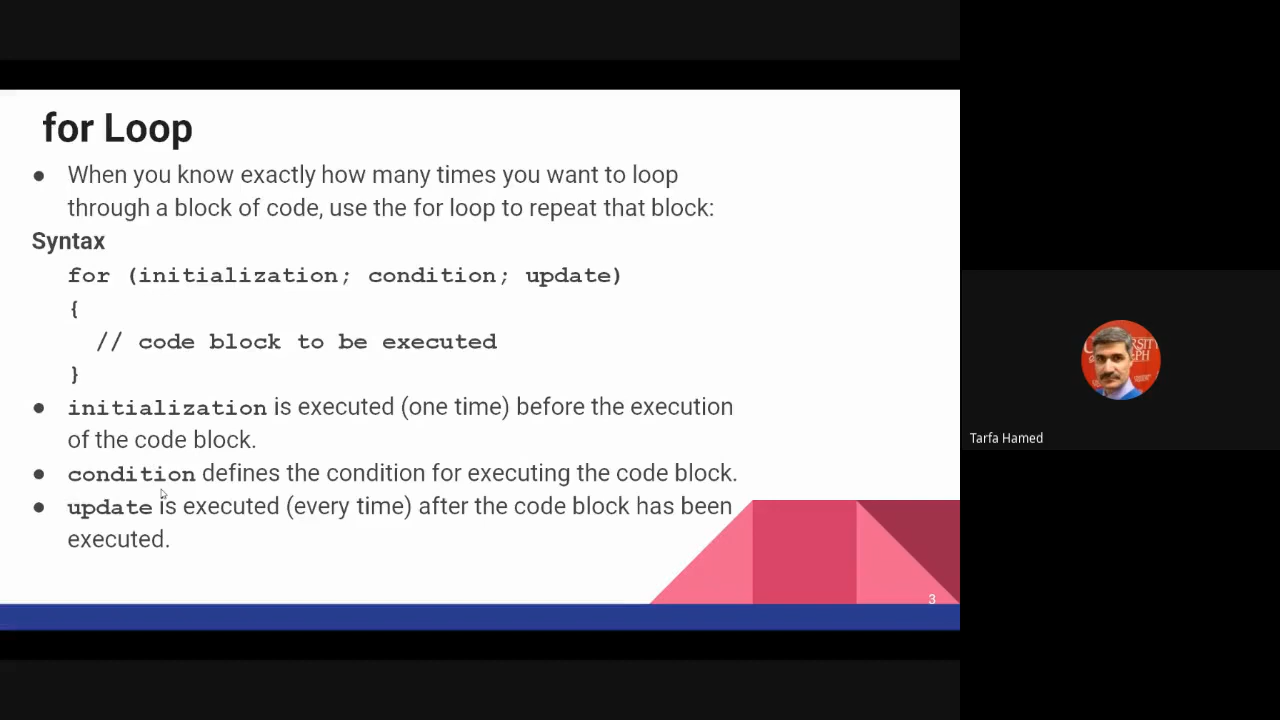 for Loop
● When you know exactly how many times you want to loop
through a block of code, use the for loop to repeat that block:
Syntax
for (initialization; condition; update)
{
// code block to be executed
}
● initialization is executed (one time) before the execution
of the code block.
● condition defines the condition for executing the code block.
● update is executed (every time) after the code block has been
executed.
3
Tarfa Hamed